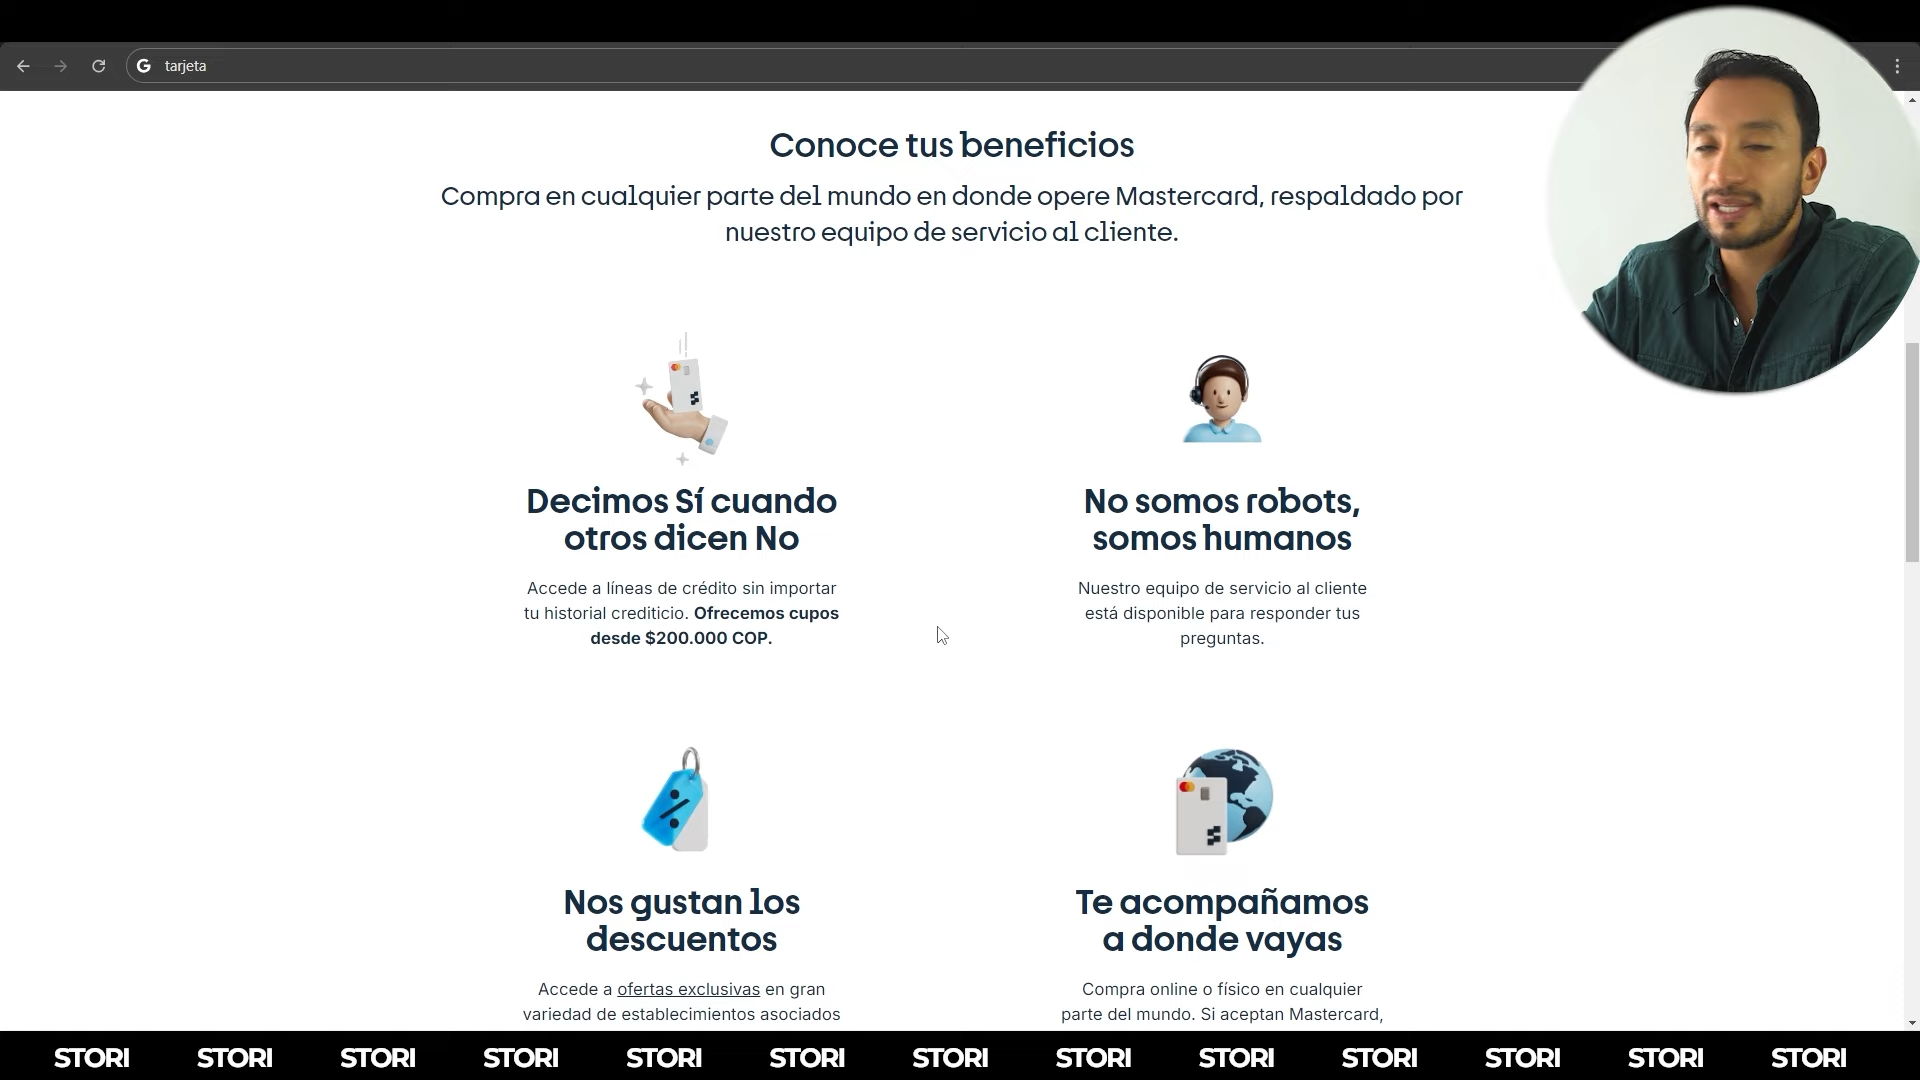 tarjeta
Conoce tus beneficios
Compra en cualquier parte del mundo en donde opere Mastercard, respaldado por
nuestro equipo de servicio al cliente.
Decimos Sí cuando
otros dicen No
Accede a líneas de crédito sin importar
tu historial crediticio. Ofrecemos cupos
desde $200.000 COP.
No somos robots,
somos humanos
Nuestro equipo de servicio al cliente
está disponible para responder tus
preguntas.
Nos gustan los
descuentos
Accede a ofertas exclusivas en gran
variedad de establecimientos asociados
Te acompañamos
a donde vayas
Compra online o físico en cualquier
parte del mundo. Si aceptan Mastercard,
STORI STORI STORI STORI STORI STORI STORI STORI STORI STORI STORI STORI STORI